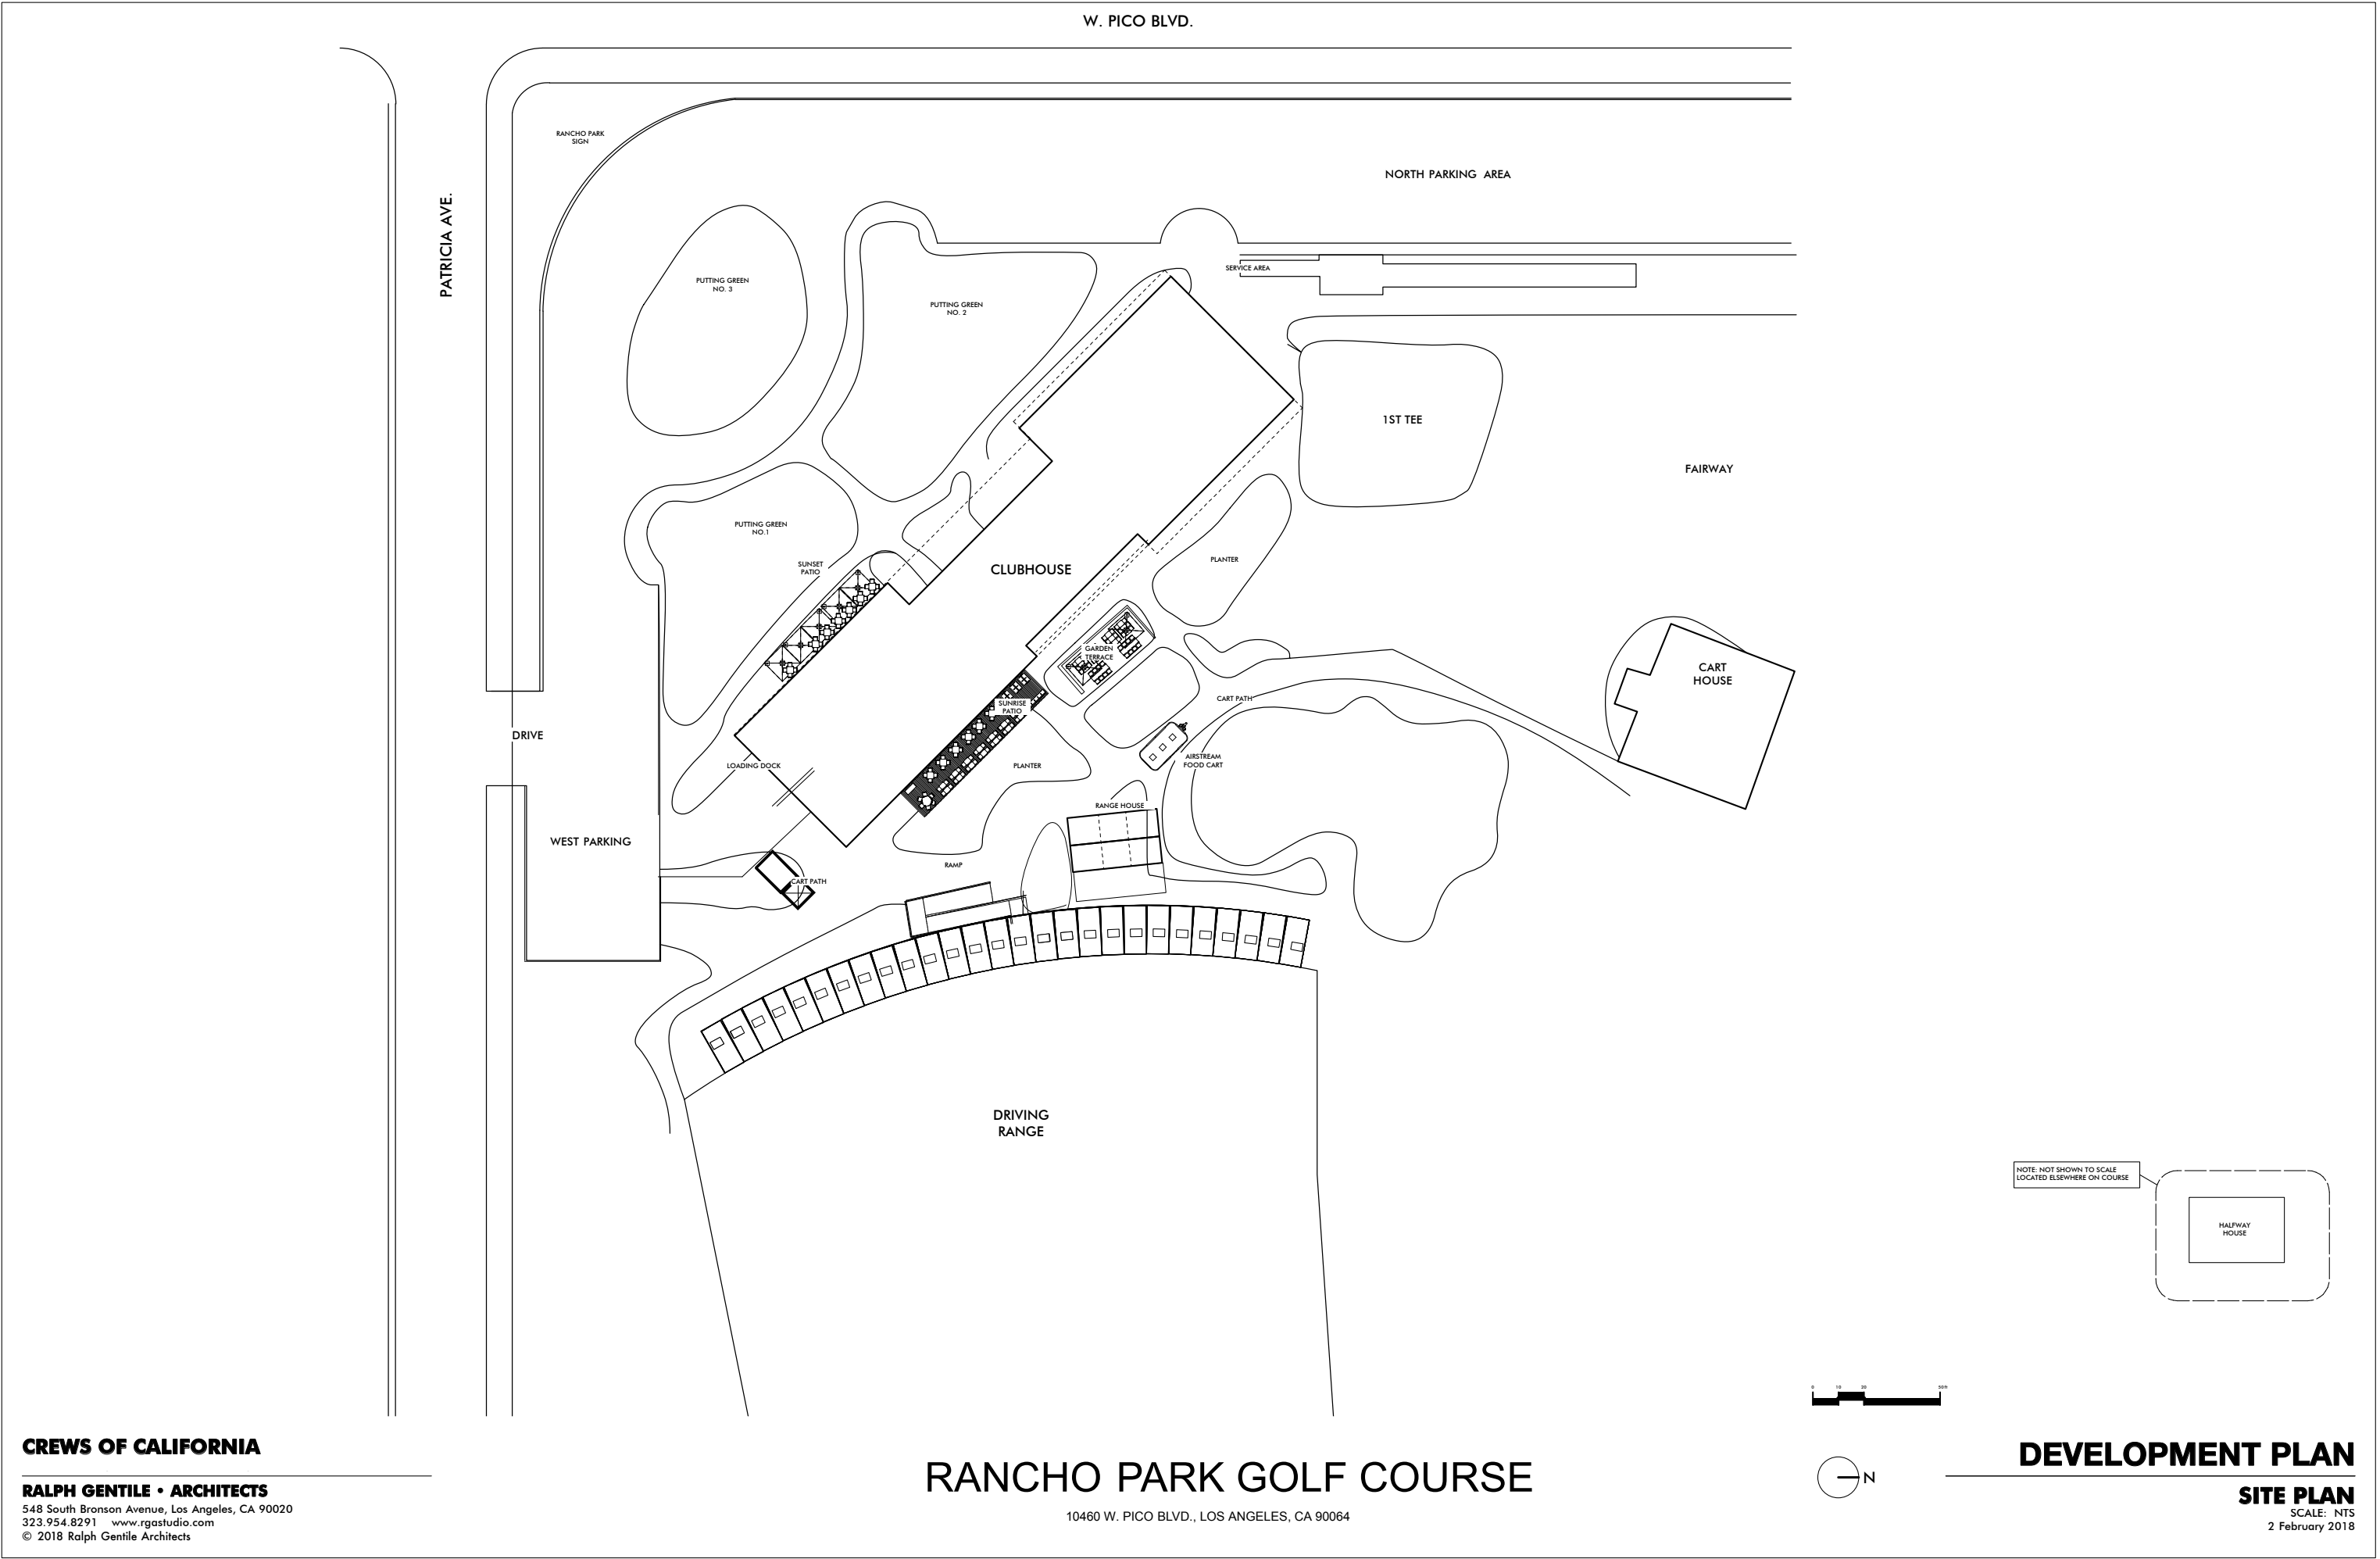 W. PICO BLVD.
RANCHO PARK
SIGN
PATRICIA AVE.
NORTH PARKING AREA
PUTTING GREEN
NO. 3
PUTTING GREEN
NO. 2
SERVICE AREA
1ST TEE
FAIRWAY
PUTTING GREEN
NO.1
SUNSET
PATIO
CLUBHOUSE
PLANTER
GARDEN
TERRACE
CART
HOUSE
SUNRISE
PATIO
CART PATH
DRIVE
LOADING DOCK
PLANTER
AIRSTREAM
FOOD CART
RANGE HOUSE
WEST PARKING
RAMP
CART PATH
DRIVING
RANGE
NOTE: NOT SHOWN TO SCALE
LOCATED ELSEWHERE ON COURSE
HALFWAY
HOUSE
0 10 20 50ft
N
CREWS OF CALIFORNIA
RALPH GENTILE • ARCHITECTS
548 South Bronson Avenue, Los Angeles, CA 90020
323.954.8291 www.rgastudio.com
© 2018 Ralph Gentile Architects
RANCHO PARK GOLF COURSE
10460 W. PICO BLVD., LOS ANGELES, CA 90064
DEVELOPMENT PLAN
SITE PLAN
SCALE: NTS
2 February 2018